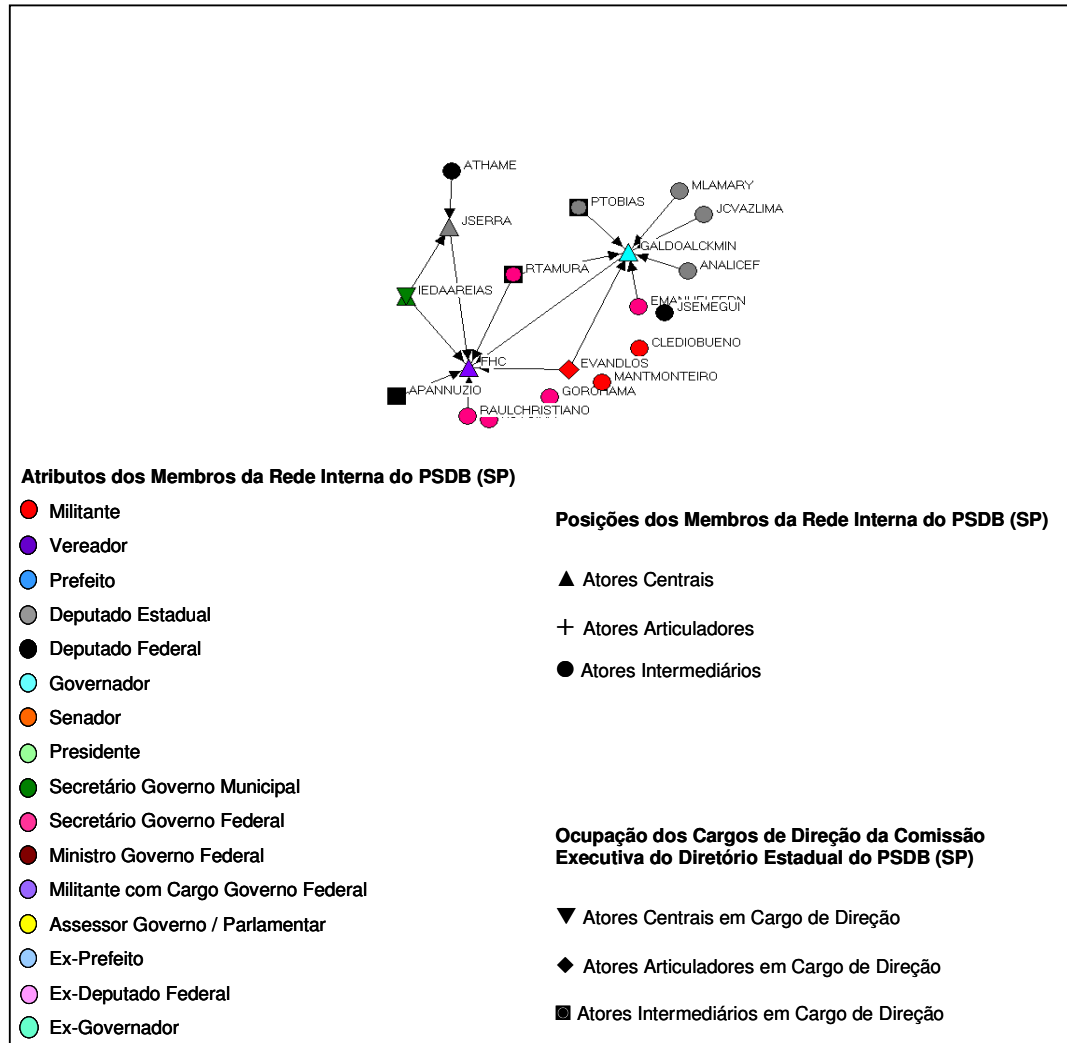 ATHAME
MLAMARY
PTOBIAS
JCVAZLIMA
JSERRA
GALDOALCKMIN
RTAMURA
ANALICEF
IEDAAREIAS
JSEMEGUI
CLEDIOBUENO
FHC
EVANDLOS
MANTMONTEIRO
APANNUZIO
RAULCHRISTIANO
Atributos dos Membros da Rede Interna do PSDB (SP)
Militante
Vereador
Prefeito
Deputado Estadual
Deputado Federal
Governador
Senador
Presidente
Secretário Governo Municipal
Secretário Governo Federal
Ministro Governo Federal
Militante com Cargo Governo Federal
Assessor Governo / Parlamentar
Ex-Prefeito
Ex-Deputado Federal
Ex-Governador
Posições dos Membros da Rede Interna do PSDB (SP)
Atores Centrais
Atores Articuladores
Atores Intermediários
Ocupação dos Cargos de Direção da Comissão
Executiva do Diretório Estadual do PSDB (SP)
Atores Centrais em Cargo de Direção
Atores Articuladores em Cargo de Direção
Atores Intermediários em Cargo de Direção